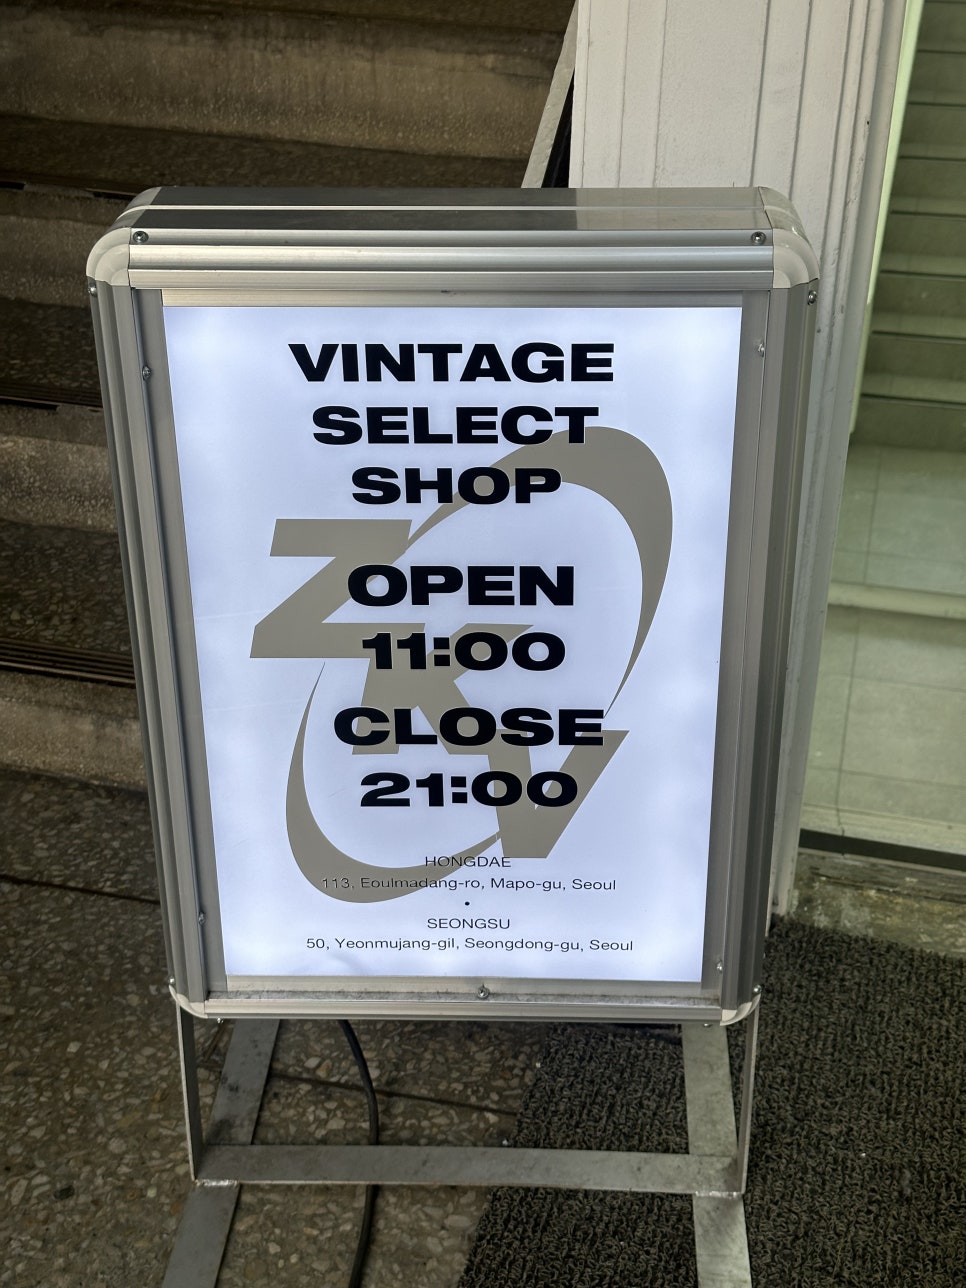 VINTAGE
SELECT
SHOP
ZKV
OPEN
11:00
CLOSE
21:00
HONGDAE
113, Eoulmadang-ro, Mapo-gu, Seoul
•
SEONGSU
50, Yeonmujang-gil, Seongdong-gu, Seoul